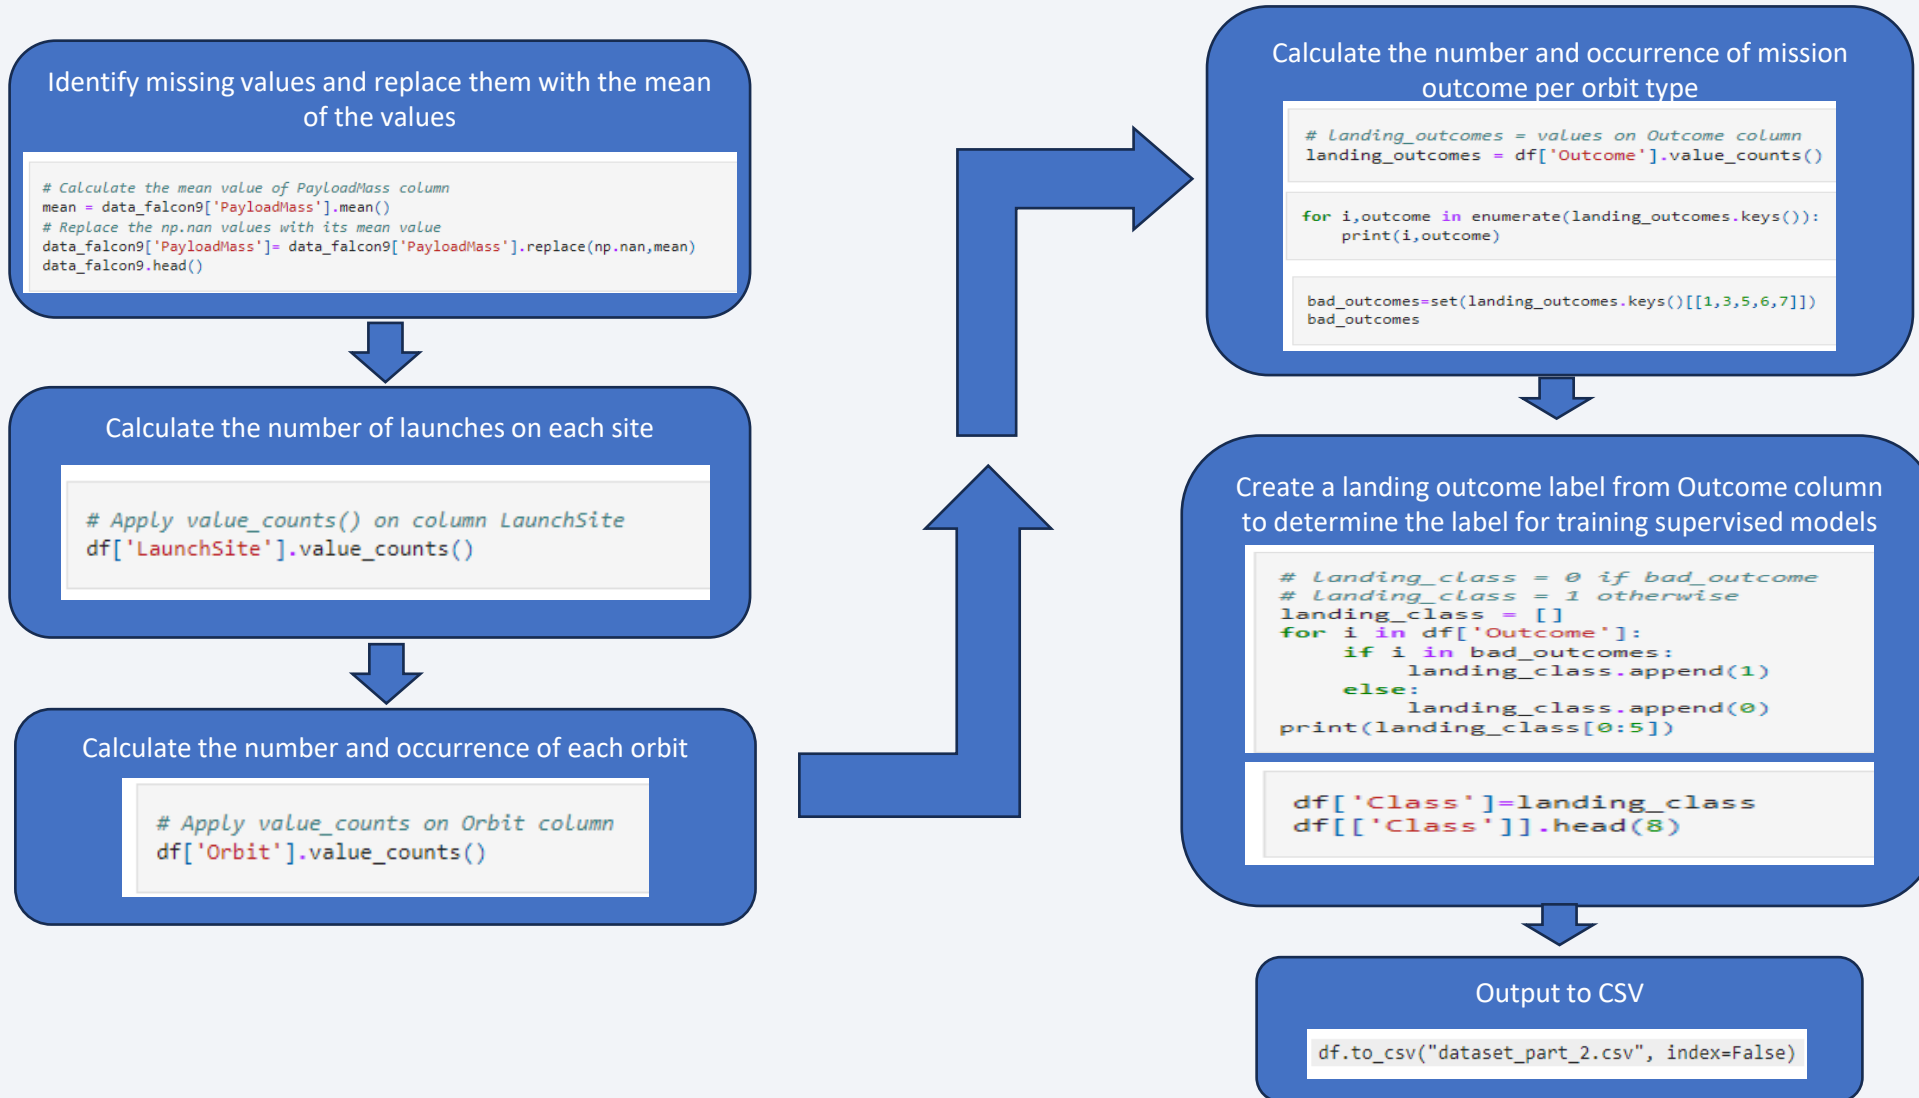 Identify missing values and replace them with the mean
of the values
# Calculate the mean value of PayloadMass column
mean = data_falcon9['PayloadMass'].mean()
# Replace the np.nan values with its mean value
data_falcon9['PayloadMass']= data_falcon9['PayloadMass'].replace(np.nan,mean)
data_falcon9.head()
Calculate the number of launches on each site
# Apply value_counts() on column LaunchSite
df['LaunchSite'].value_counts()
Calculate the number and occurrence of each orbit
# Apply value_counts on Orbit column
df['Orbit'].value_counts()
Calculate the number and occurrence of mission
outcome per orbit type
# landing_outcomes = values on Outcome column
landing_outcomes = df['Outcome'].value_counts()
for i,outcome in enumerate(landing_outcomes.keys()):
    print(i,outcome)
bad_outcomes=set(landing_outcomes.keys()[[1,3,5,6,7]])
bad_outcomes
Create a landing outcome label from Outcome column
to determine the label for training supervised models
# landing_class = 0 if bad_outcome
# landing_class = 1 otherwise
landing_class = []
for i in df['Outcome']:
    if i in bad_outcomes:
        landing_class.append(1)
    else:
        landing_class.append(0)
print(landing_class[0:5])
df['Class']=landing_class
df[['Class']].head(8)
Output to CSV
df.to_csv("dataset_part_2.csv", index=False)